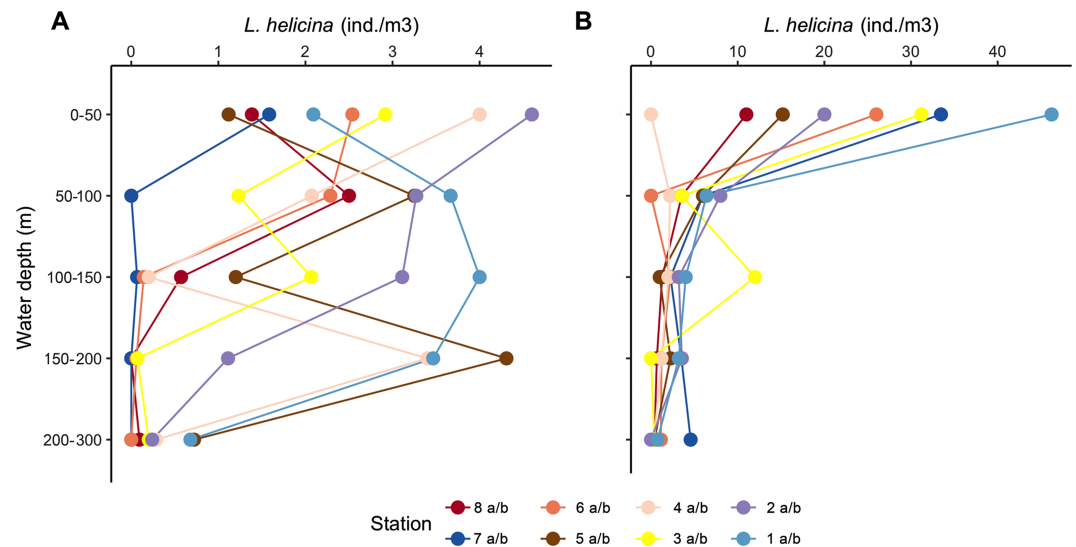 A
L. helicina (ind./m3)
0 1 2 3 4
B
L. helicina (ind./m3)
0 10 20 30 40
Water depth (m)
0-50
50-100
100-150
150-200
200-300
Station
8 a/b 6 a/b 4 a/b 2 a/b
7 a/b 5 a/b 3 a/b 1 a/b